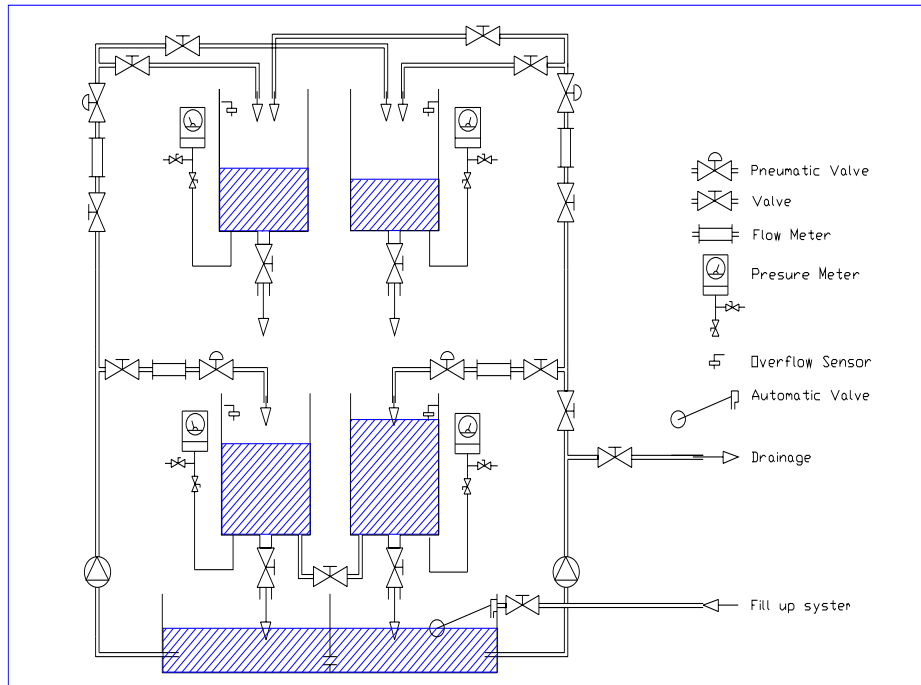 Pneumatic Valve
Valve
Flow Meter
Presure Meter
Overflow Sensor
Automatic Valve
Drainage
Fill up syster